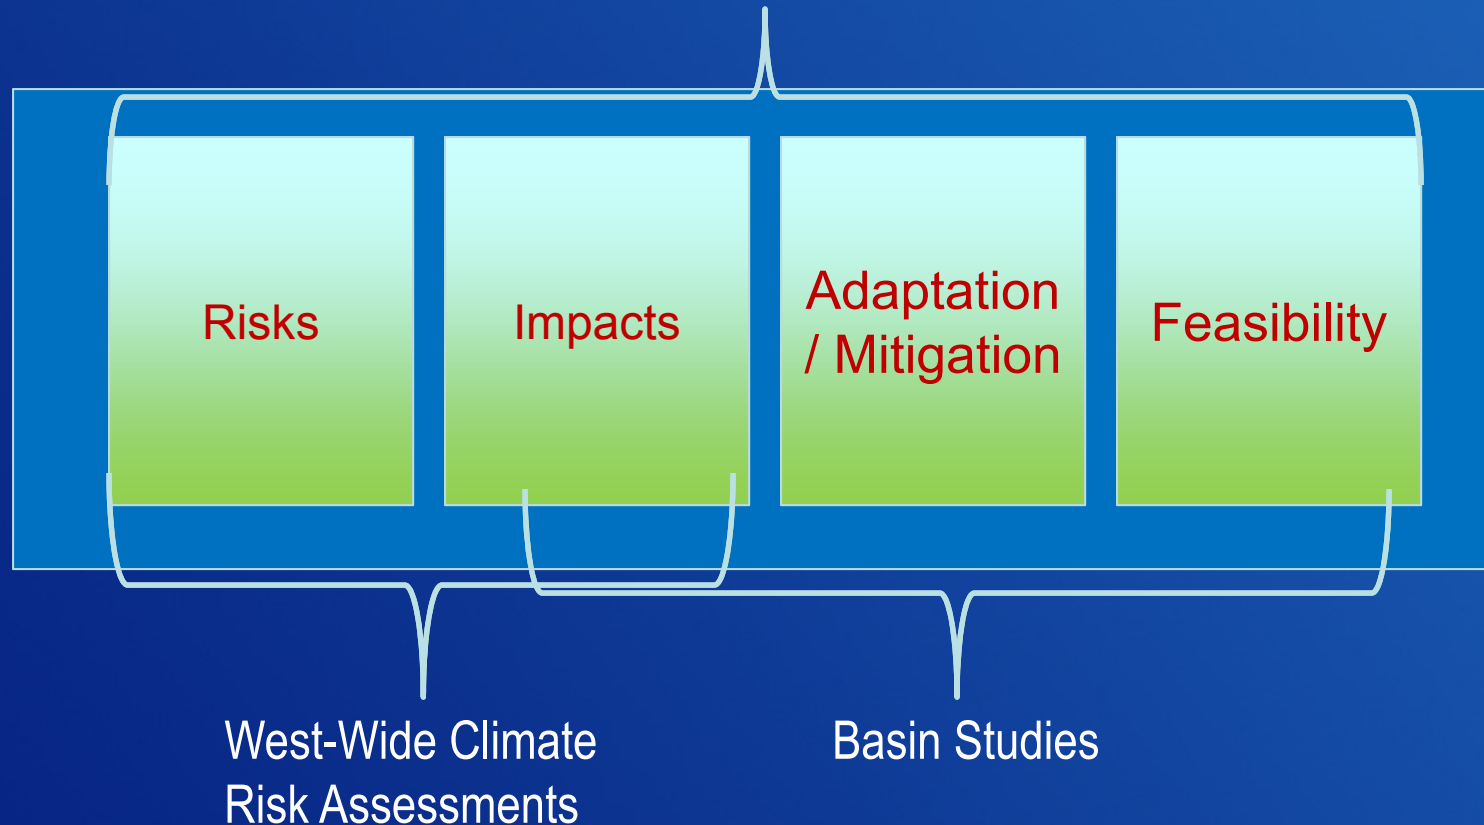 Risks
Impacts
Adaptation
/ Mitigation
Feasibility
West-Wide Climate
Risk Assessments
Basin Studies